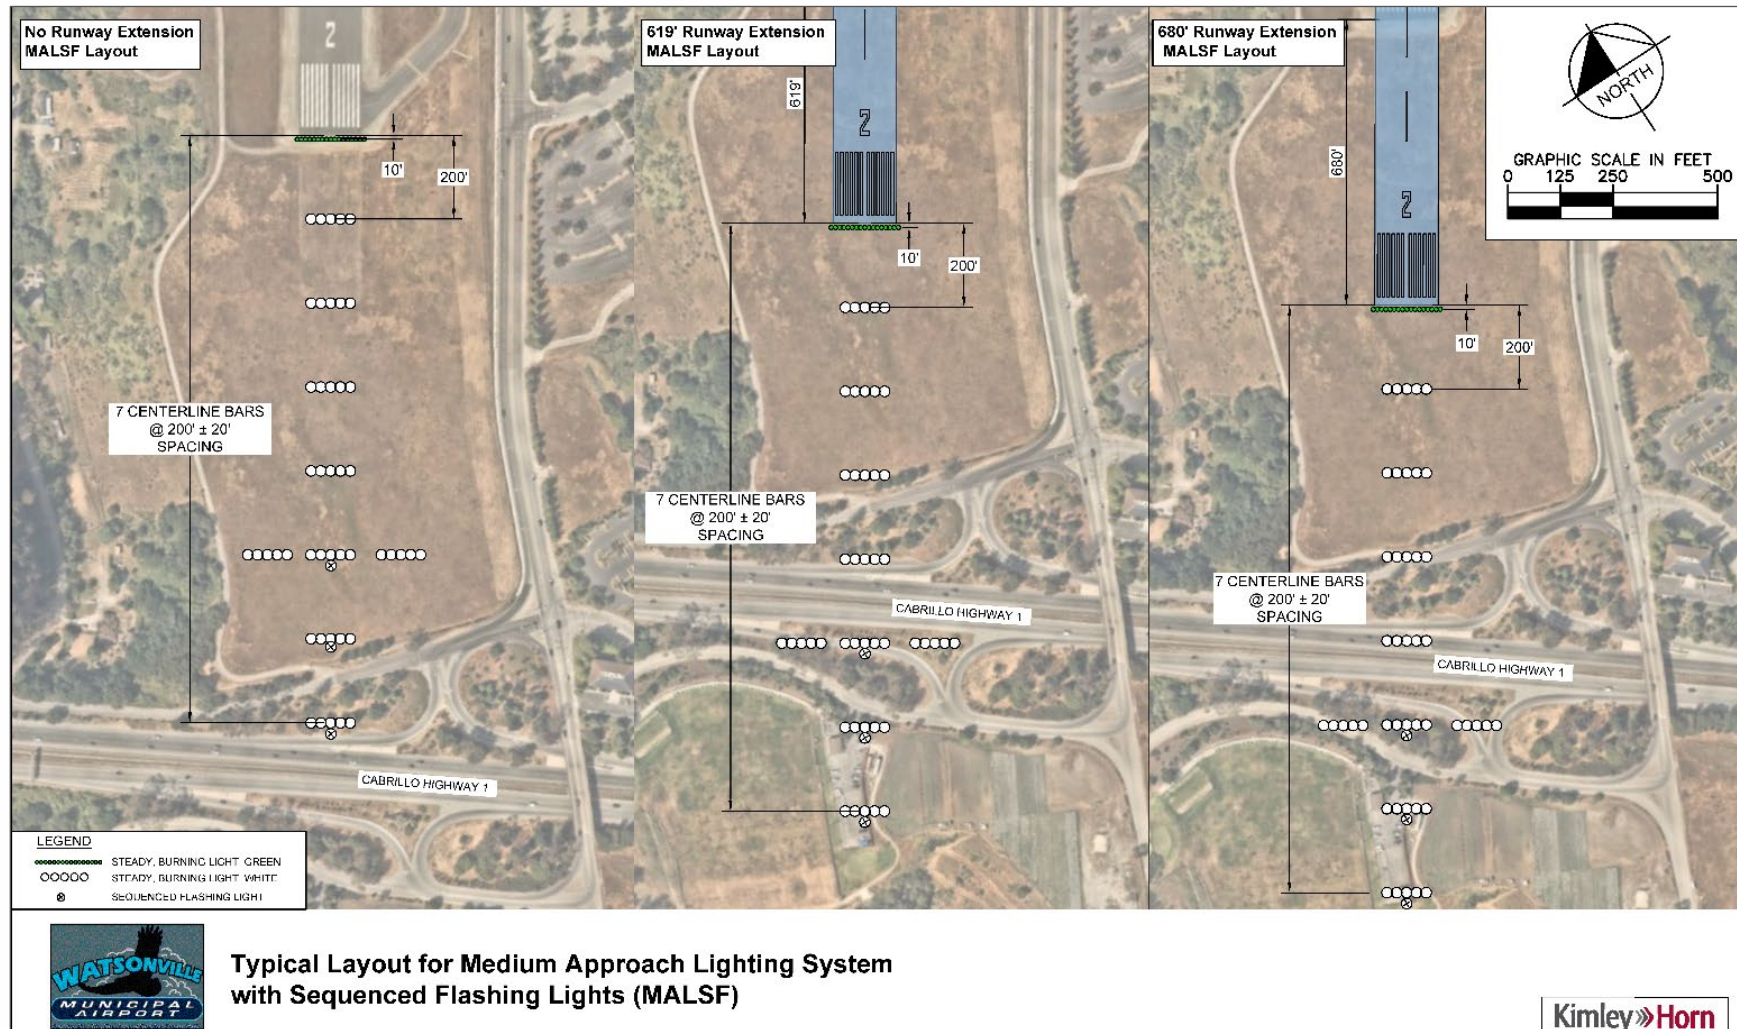 No Runway Extension
MALSF Layout
2
10'
200'
7 CENTERLINE BARS
@ 200' ± 20'
SPACING
CABRILLO HIGHWAY 1
LEGEND
STEADY, BURNING LIGHT GREEN
STEADY, BURNING LIGHT WHITE
SEQUENCED FLASHING LIGHT
619' Runway Extension
MALSF Layout
619'
2
10'
200'
7 CENTERLINE BARS
@ 200' ± 20'
SPACING
CABRILLO HIGHWAY 1
680' Runway Extension
MALSF Layout
680'
2
10'
200'
7 CENTERLINE BARS
@ 200' ± 20'
SPACING
CABRILLO HIGHWAY 1
NORTH
GRAPHIC SCALE IN FEET
0 125 250 500
WATSONVILLE
MUNICIPAL
AIRPORT
Typical Layout for Medium Approach Lighting System
with Sequenced Flashing Lights (MALSF)
Kimley»Horn